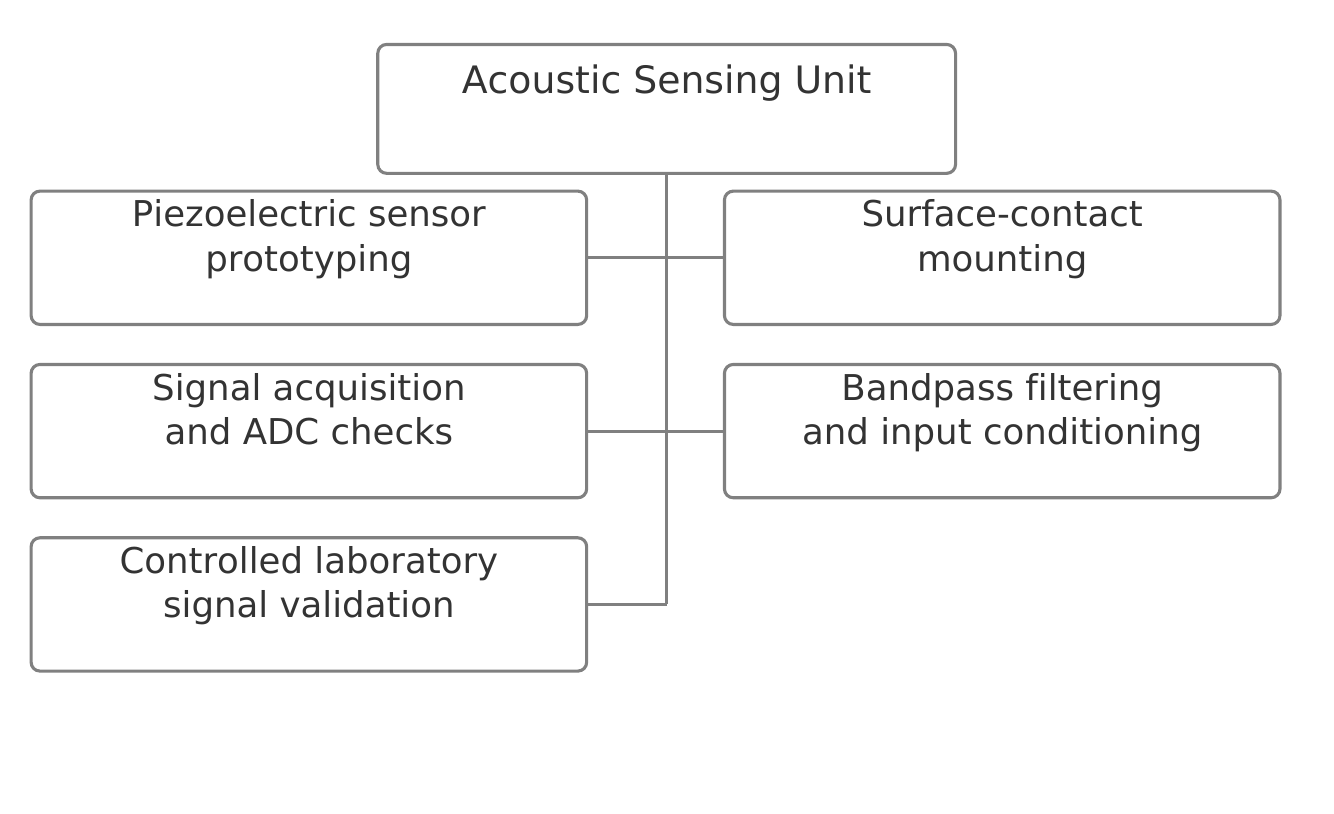 Acoustic Sensing Unit
Piezoelectric sensor
prototyping
Surface-contact
mounting
Signal acquisition
and ADC checks
Bandpass filtering
and input conditioning
Controlled laboratory
signal validation